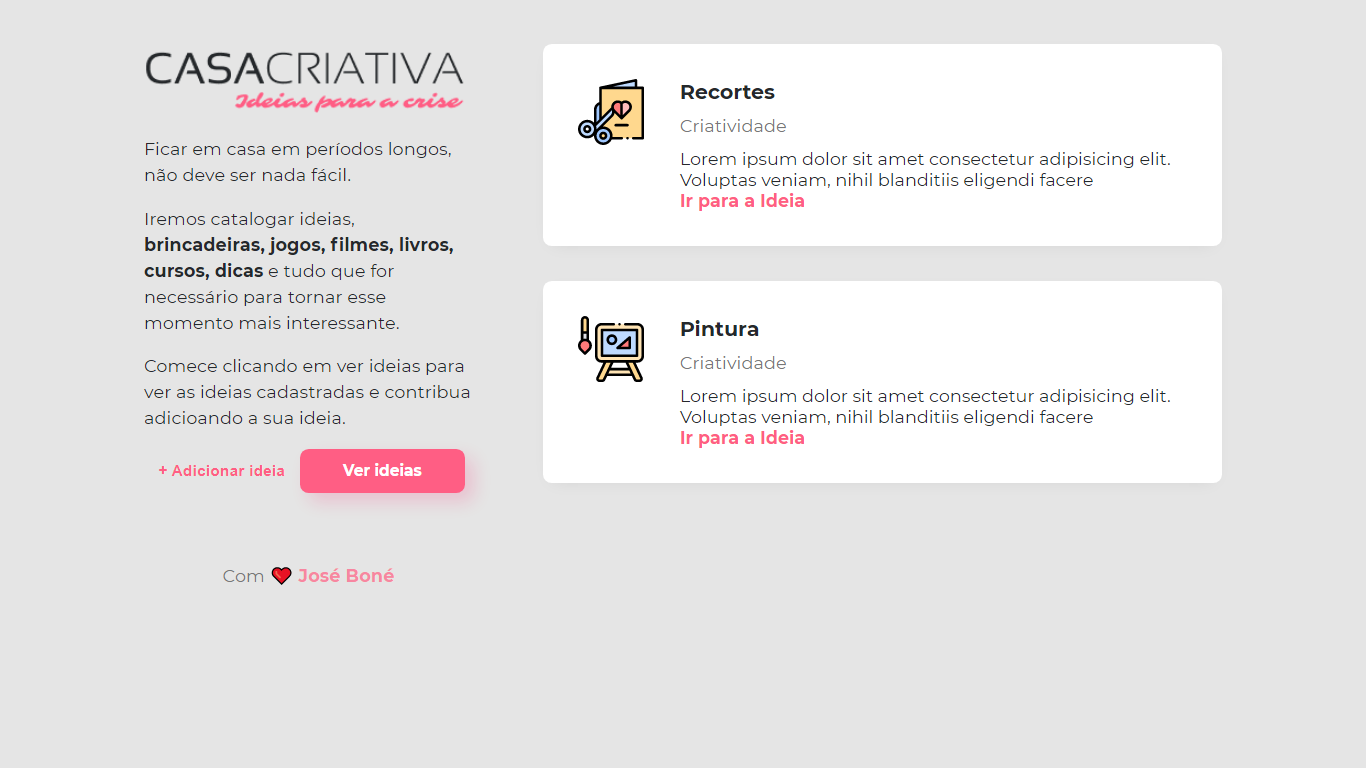 CASACRIATIVA
Ideias para a crise
Ficar em casa em períodos longos,
não deve ser nada fácil.
Iremos catalogar ideias,
brincadeiras, jogos, filmes, livros,
cursos, dicas e tudo que for
necessário para tornar esse
momento mais interessante.
Comece clicando em ver ideias para
ver as ideias cadastradas e contribua
adicioando a sua ideia.
+ Adicionar ideia
Ver ideias
Com ❤ José Boné
Recortes
Criatividade
Lorem ipsum dolor sit amet consectetur adipisicing elit.
Voluptas veniam, nihil blanditiis eligendi facere
Ir para a Ideia
Pintura
Criatividade
Lorem ipsum dolor sit amet consectetur adipisicing elit.
Voluptas veniam, nihil blanditiis eligendi facere
Ir para a Ideia